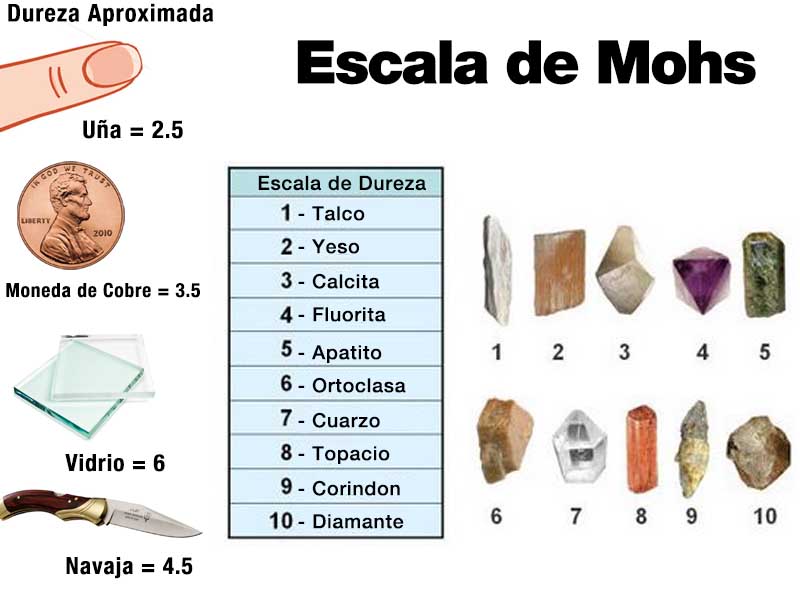 Dureza Aproximada
Escala de Mohs
Uña = 2.5
IN GOD WE TRUST
LIBERTY
2010
Moneda de Cobre = 3.5
Vidrio = 6
Navaja = 4.5
Escala de Dureza
1 - Talco
2 - Yeso
3 - Calcita
4 - Fluorita
5 - Apatito
6 - Ortoclasa
7 - Cuarzo
8 - Topacio
9 - Corindon
10 - Diamante
1 2 3 4 5
6 7 8 9 10